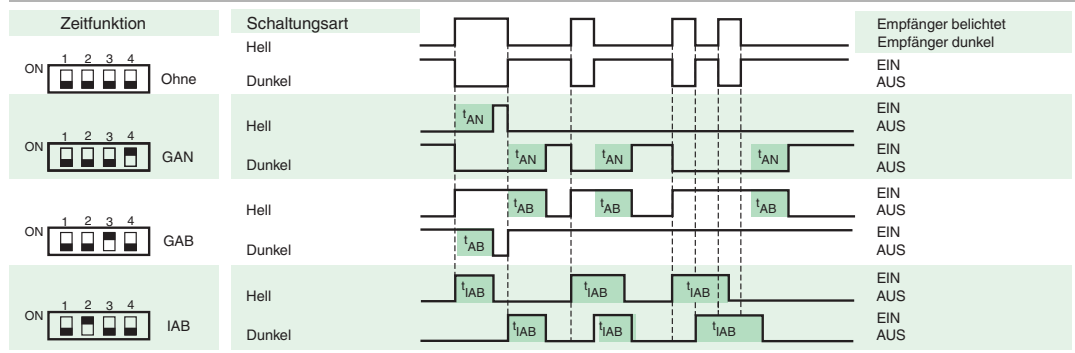 Zeitfunktion Schaltungsart Empfänger belichtet
Hell Empfänger dunkel
1 2 3 4
ON Ohne Dunkel EIN
AUS
Hell tAN EIN
AUS
1 2 3 4
ON GAN Dunkel tAN tAN tAN EIN
AUS
Hell tAB tAB tAB EIN
AUS
1 2 3 4
ON GAB Dunkel tAB EIN
AUS
Hell tIAB tIAB tIAB EIN
AUS
1 2 3 4
ON IAB Dunkel tIAB tIAB tIAB EIN
AUS